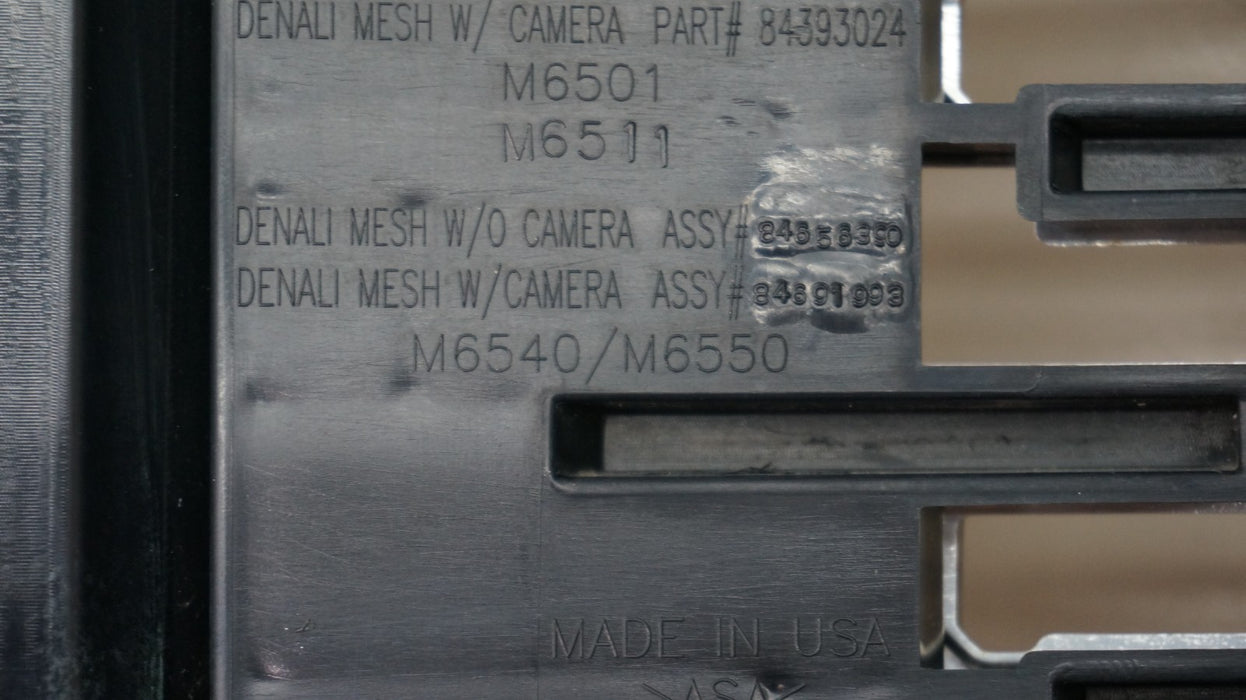 DENALI MESH W/ CAMERA PART# 84393024
M6501
M6511
DENALI MESH W/O CAMERA ASSY#
DENALI MESH W/CAMERA ASSY# 84691993
M6540/M6550
MADE IN USA
>ASA<